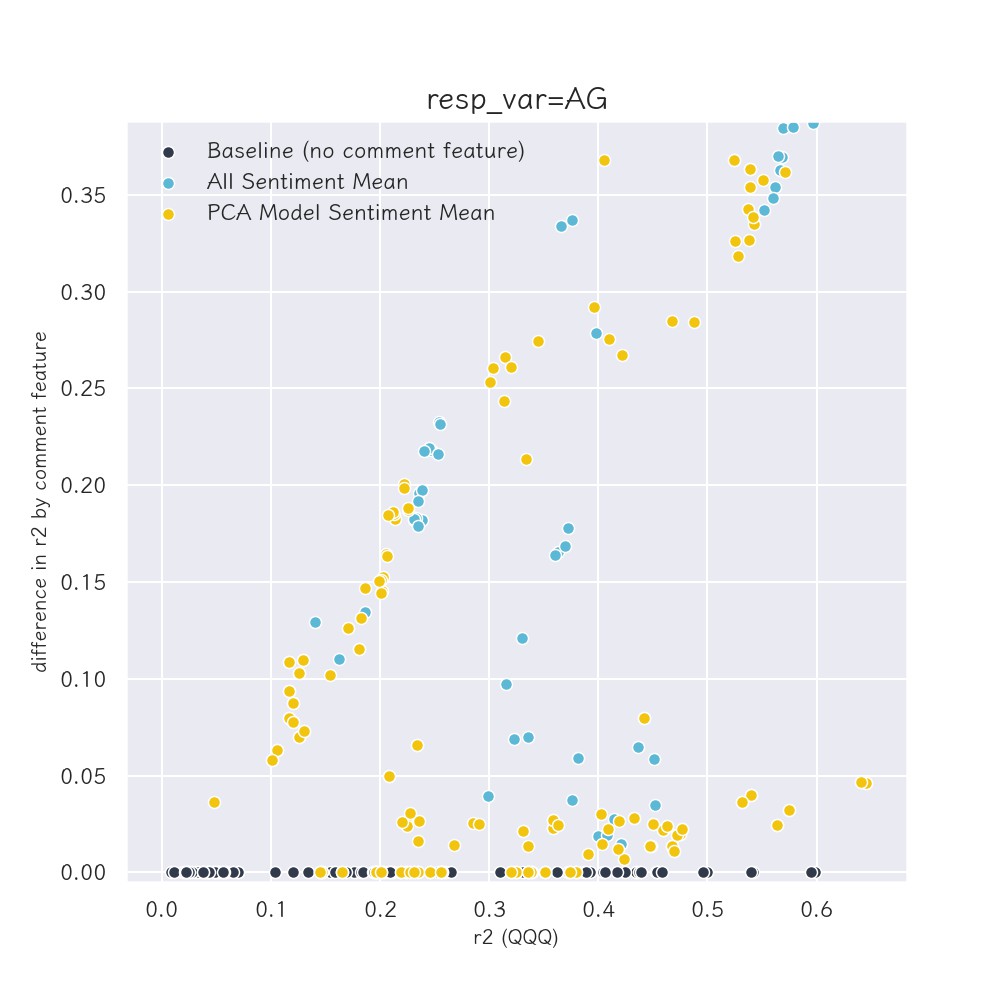 resp_var=AG
Baseline (no comment feature)
All Sentiment Mean
PCA Model Sentiment Mean
difference in r2 by comment feature
0.35
0.30
0.25
0.20
0.15
0.10
0.05
0.00
0.0 0.1 0.2 0.3 0.4 0.5 0.6
r2 (QQQ)